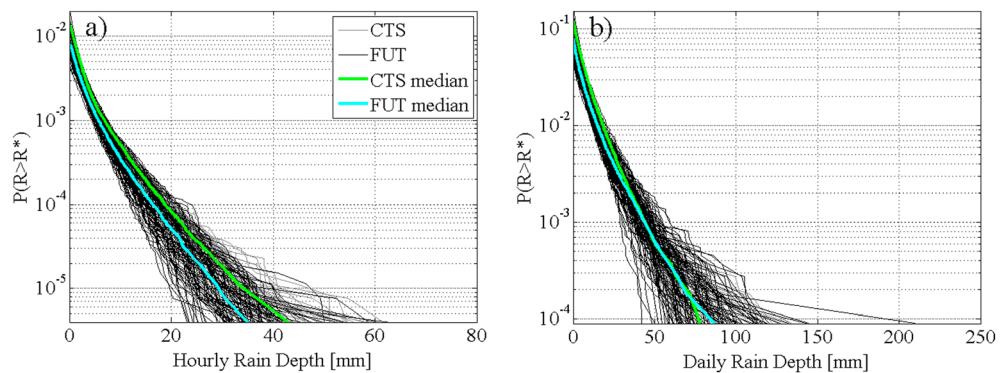 a)
CTS
FUT
CTS median
FUT median
P(R>R*)
10^-2
10^-3
10^-4
10^-5
0 20 40 60 80
Hourly Rain Depth [mm]
b)
P(R>R*)
10^-1
10^-2
10^-3
10^-4
0 50 100 150 200 250
Daily Rain Depth [mm]